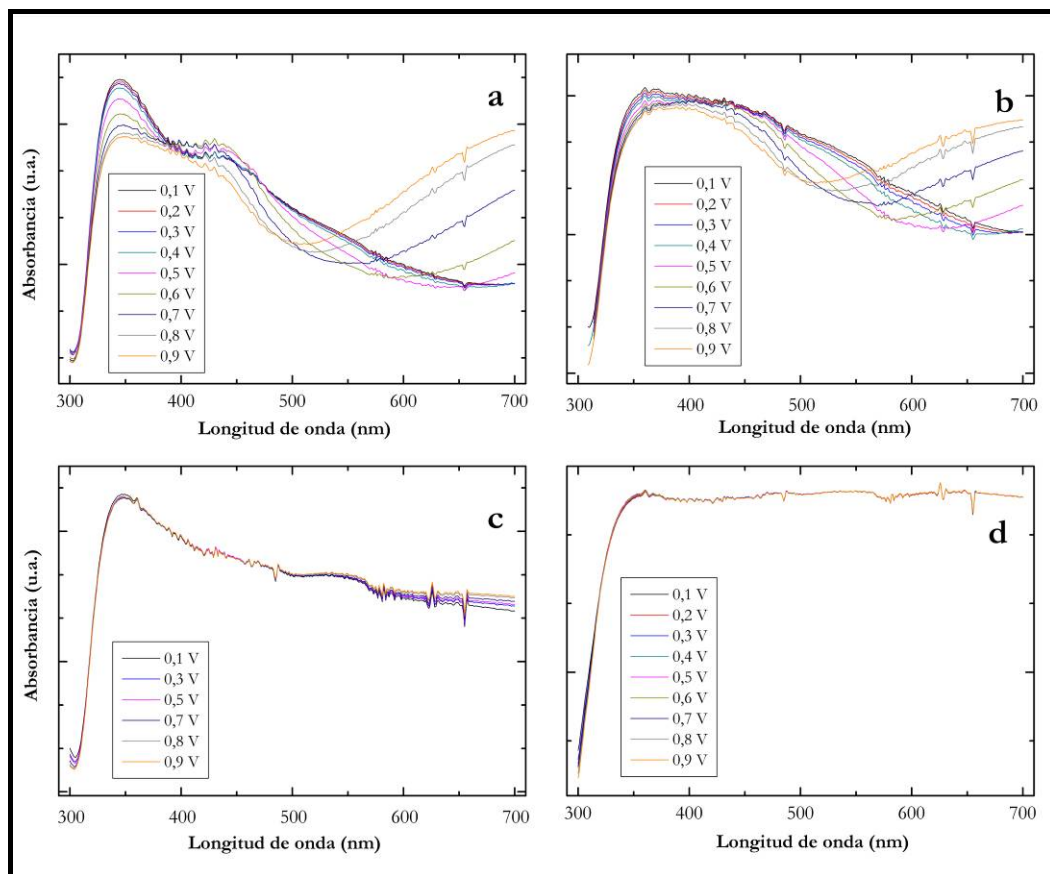 a
Absorbancia (u.a.)
0,1 V
0,2 V
0,3 V
0,4 V
0,5 V
0,6 V
0,7 V
0,8 V
0,9 V
300 400 500 600 700
Longitud de onda (nm)
b
0,1 V
0,2 V
0,3 V
0,4 V
0,5 V
0,6 V
0,7 V
0,8 V
0,9 V
300 400 500 600 700
Longitud de onda (nm)
c
Absorbancia (u.a.)
0,1 V
0,3 V
0,5 V
0,7 V
0,8 V
0,9 V
300 400 500 600 700
Longitud de onda (nm)
d
0,1 V
0,2 V
0,3 V
0,4 V
0,5 V
0,6 V
0,7 V
0,8 V
0,9 V
300 400 500 600 700
Longitud de onda (nm)